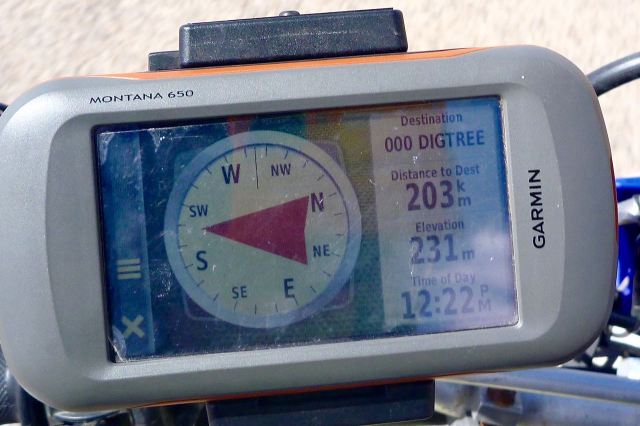 MONTANA 650
GARMIN
W
NW
N
NE
E
SE
S
SW
Destination
000 DIGTREE
Distance to Dest
203 km
Elevation
231 m
Time of Day
12:22 PM